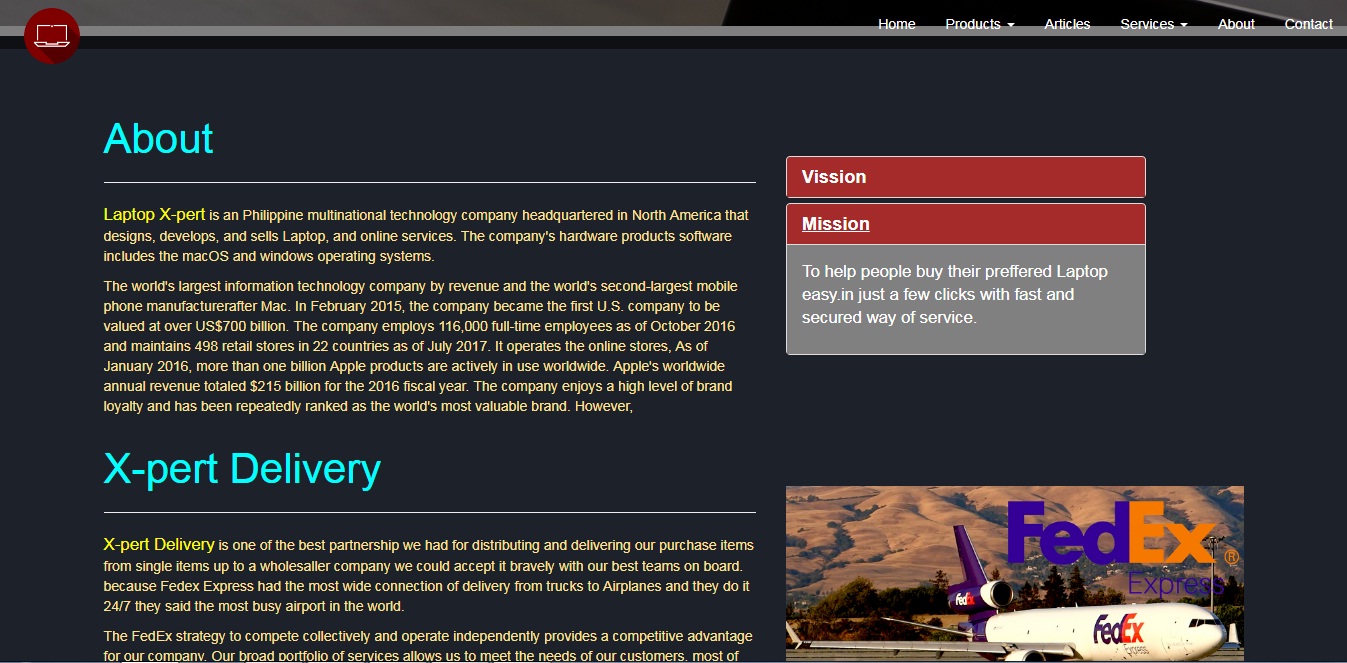 Home Products Articles Services About Contact
About
Laptop X-pert is an Philippine multinational technology company headquartered in North America that
designs, develops, and sells Laptop, and online services. The company's hardware products software
includes the macOS and windows operating systems.
The world's largest information technology company by revenue and the world's second-largest mobile
phone manufacturerafter Mac. In February 2015, the company became the first U.S. company to be
valued at over US$700 billion. The company employs 116,000 full-time employees as of October 2016
and maintains 498 retail stores in 22 countries as of July 2017. It operates the online stores, As of
January 2016, more than one billion Apple products are actively in use worldwide. Apple's worldwide
annual revenue totaled $215 billion for the 2016 fiscal year. The company enjoys a high level of brand
loyalty and has been repeatedly ranked as the world's most valuable brand. However,
Vission
Mission
To help people buy their preffered Laptop
easy.in just a few clicks with fast and
secured way of service.
X-pert Delivery
X-pert Delivery is one of the best partnership we had for distributing and delivering our purchase items
from single items up to a wholesaller company we could accept it bravely with our best teams on board.
because Fedex Express had the most wide connection of delivery from trucks to Airplanes and they do it
24/7 they said the most busy airport in the world.
The FedEx strategy to compete collectively and operate independently provides a competitive advantage
for our company. Our broad portfolio of services allows us to meet the needs of our customers. most of
FedEx ®
Express
FedEx
FedEx
Express